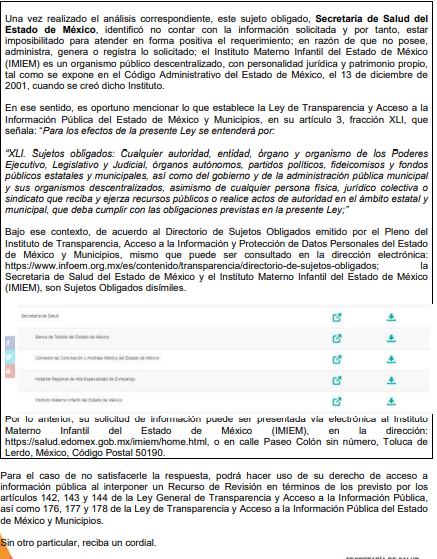 Una vez realizado el análisis correspondiente, este sujeto obligado, Secretaria de Salud del
Estado de México, identificó no contar con la información solicitada y por tanto, estar
imposibilitado para atender en forma positiva el requerimiento; en razón de que no posee,
administra, genera o registra lo solicitado; el Instituto Materno Infantil del Estado de México
(IMIEM) es un organismo público descentralizado, con personalidad jurídica y patrimonio propio,
tal como se expone en el Código Administrativo del Estado de México, el 13 de diciembre de
2001, cuando se creó dicho Instituto.
En ese sentido, es oportuno mencionar lo que establece la Ley de Transparencia y Acceso a la
Información Pública del Estado de México y Municipios, en su artículo 3, fracción XLI, que
señala: “Para los efectos de la presente Ley se entenderá por:
“XLI. Sujetos obligados: Cualquier autoridad, entidad, órgano y organismo de los Poderes
Ejecutivo, Legislativo y Judicial, órganos autónomos, partidos políticos, fideicomisos y fondos
públicos estatales y municipales, así como del gobierno y de la administración pública municipal
y sus organismos descentralizados, asimismo de cualquier persona física, jurídico colectiva o
sindicato que reciba y ejerza recursos públicos o realice actos de autoridad en el ámbito estatal y
municipal, que deba cumplir con las obligaciones previstas en la presente Ley;”
Bajo ese contexto, de acuerdo al Directorio de Sujetos Obligados emitido por el Pleno del
Instituto de Transparencia, Acceso a la Información y Protección de Datos Personales del Estado
de México y Municipios, mismo que puede ser consultado en la dirección electrónica:
https://www.infoem.org.mx/es/contenido/transparencia/directorio-de-sujetos-obligados; la
Secretaria de Salud del Estado de México y el Instituto Materno Infantil del Estado de México
(IMIEM), son Sujetos Obligados disímiles.
Secretaría de Salud
Banco de Tejidos del Estado de México
Comisión de Conciliación y Arbitraje Médico del Estado de México
Hospital Regional de Alta Especialidad de Zumpango
Instituto Materno Infantil del Estado de México
Por lo anterior, su solicitud de información puede ser presentada vía electrónica al Instituto
Materno Infantil del Estado de México (IMIEM), en la dirección:
https://salud.edomex.gob.mx/imiem/home.html, o en calle Paseo Colón sin número, Toluca de
Lerdo, México, Código Postal 50190.
Para el caso de no satisfacerle la respuesta, podrá hacer uso de su derecho de acceso a
información pública al interponer un Recurso de Revisión en términos de los previsto por los
artículos 142, 143 y 144 de la Ley General de Transparencia y Acceso a la Información Pública,
así como 176, 177 y 178 de la Ley de Transparencia y Acceso a la Información Pública del Estado
de México y Municipios.
Sin otro particular, reciba un cordial.